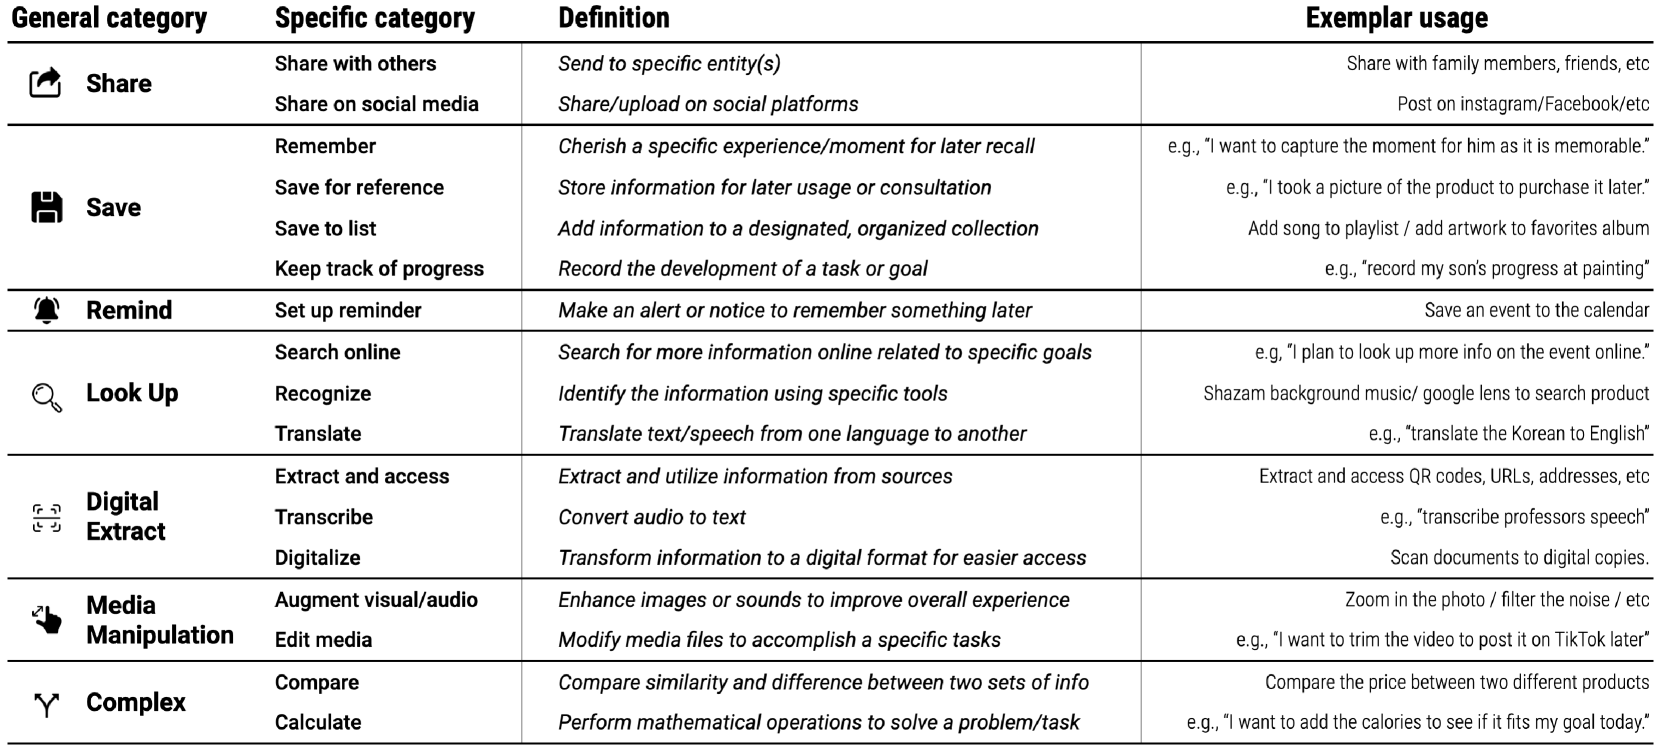 General category Specific category Definition Exemplar usage
Share
Share with others Send to specific entity(s) Share with family members, friends, etc
Share on social media Share/upload on social platforms Post on instagram/Facebook/etc
Save
Remember Cherish a specific experience/moment for later recall e.g., “I want to capture the moment for him as it is memorable.”
Save for reference Store information for later usage or consultation e.g., “I took a picture of the product to purchase it later.”
Save to list Add information to a designated, organized collection Add song to playlist / add artwork to favorites album
Keep track of progress Record the development of a task or goal e.g., “record my son’s progress at painting”
Remind
Set up reminder Make an alert or notice to remember something later Save an event to the calendar
Look Up
Search online Search for more information online related to specific goals e.g, “I plan to look up more info on the event online.”
Recognize Identify the information using specific tools Shazam background music/ google lens to search product
Translate Translate text/speech from one language to another e.g., “translate the Korean to English”
Digital
Extract
Extract and access Extract and utilize information from sources Extract and access QR codes, URLs, addresses, etc
Transcribe Convert audio to text e.g., “transcribe professors speech”
Digitalize Transform information to a digital format for easier access Scan documents to digital copies.
Media
Manipulation
Augment visual/audio Enhance images or sounds to improve overall experience Zoom in the photo / filter the noise / etc
Edit media Modify media files to accomplish a specific tasks e.g., “I want to trim the video to post it on TikTok later”
Complex
Compare Compare similarity and difference between two sets of info Compare the price between two different products
Calculate Perform mathematical operations to solve a problem/task e.g., “I want to add the calories to see if it fits my goal today.”